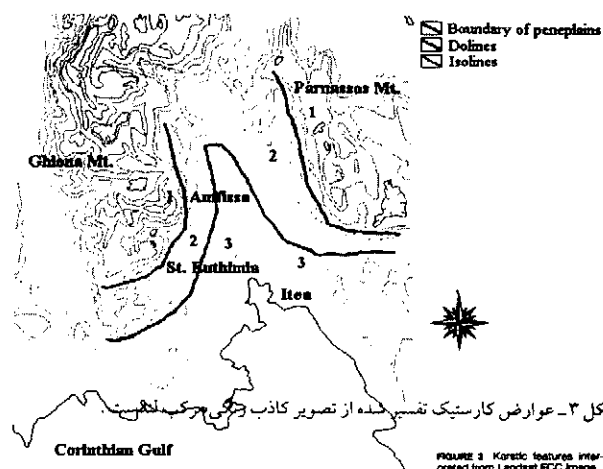 Boundary of peneplains
Dolines
Isolines
Parnassos Mt.
1
2
Ghiona Mt.
1
Amfissa
2
3
3
St. Euthimia
Itea
کل ۳ـ عوارض کارستیک تفسیر شده از تصویر کاذب رنگی مرکب لندست.
Corinthian Gulf
FIGURE 3 Karstic features inter-
preted from Landsat FCC image